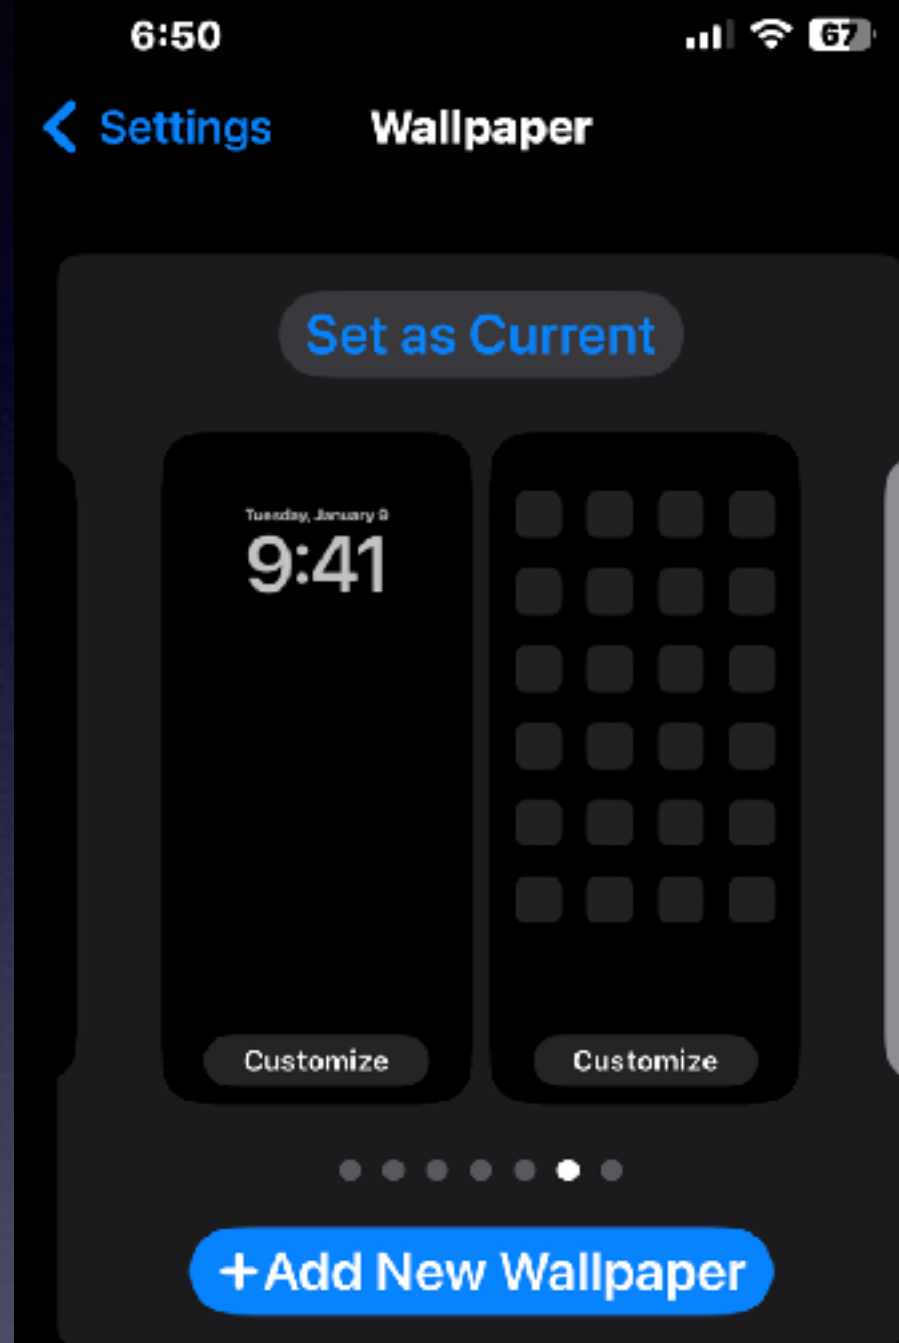 6:50
67
Settings
Wallpaper
Set as Current
Tuesday, January 9
9:41
Customize
Customize
+Add New Wallpaper